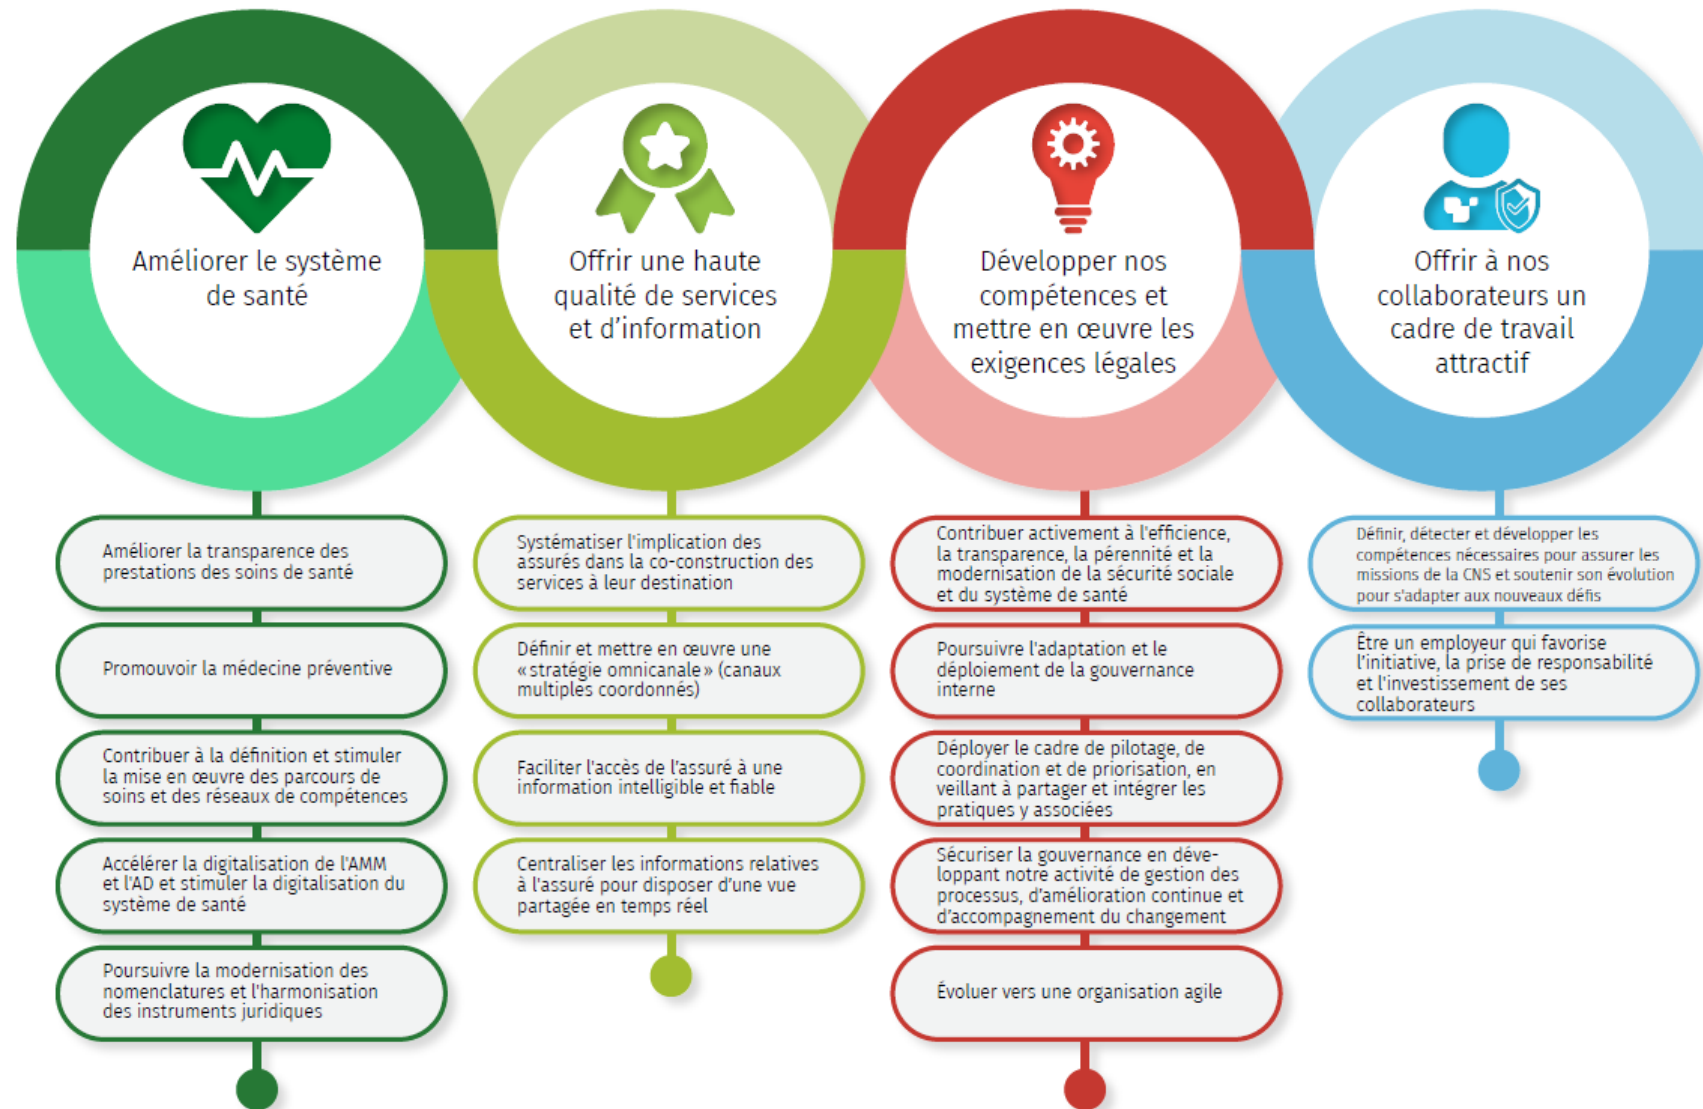 Améliorer le système
de santé
Améliorer la transparence des
prestations des soins de santé
Promouvoir la médecine préventive
Contribuer à la définition et stimuler
la mise en œuvre des parcours de
soins et des réseaux de compétences
Accélérer la digitalisation de l'AMM
et l'AD et stimuler la digitalisation du
système de santé
Poursuivre la modernisation des
nomenclatures et l'harmonisation
des instruments juridiques
Offrir une haute
qualité de services
et d’information
Systématiser l'implication des
assurés dans la co-construction des
services à leur destination
Définir et mettre en œuvre une
«stratégie omnicanale» (canaux
multiples coordonnés)
Faciliter l'accès de l’assuré à une
information intelligible et fiable
Centraliser les informations relatives
à l'assuré pour disposer d’une vue
partagée en temps réel
Développer nos
compétences et
mettre en œuvre les
exigences légales
Contribuer activement à l'efficience,
la transparence, la pérennité et la
modernisation de la sécurité sociale
et du système de santé
Poursuivre l'adaptation et le
déploiement de la gouvernance
interne
Déployer le cadre de pilotage, de
coordination et de priorisation, en
veillant à partager et intégrer les
pratiques y associées
Sécuriser la gouvernance en déve-
loppant notre activité de gestion des
processus, d’amélioration continue et
d’accompagnement du changement
Évoluer vers une organisation agile
Offrir à nos
collaborateurs un
cadre de travail
attractif
Définir, détecter et développer les
compétences nécessaires pour assurer les
missions de la CNS et soutenir son évolution
pour s'adapter aux nouveaux défis
Être un employeur qui favorise
l’initiative, la prise de responsabilité
et l'investissement de ses
collaborateurs